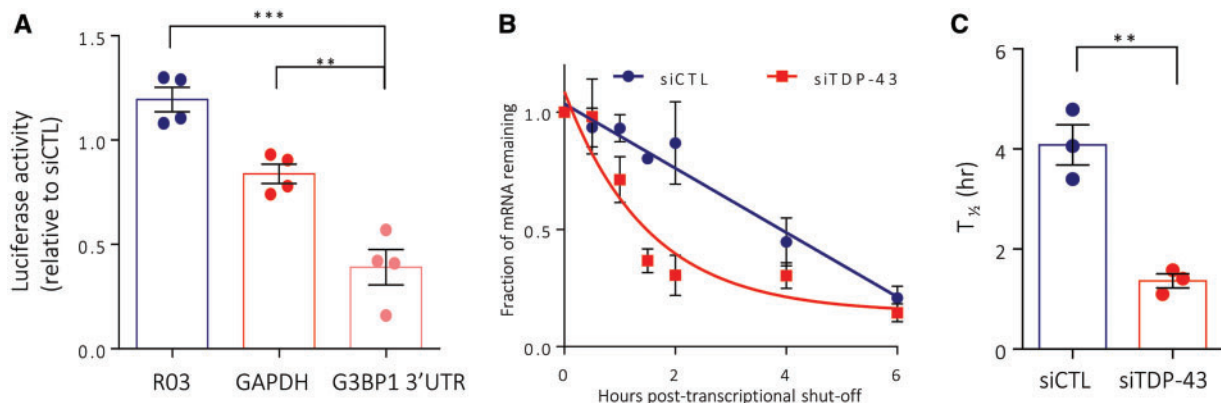 A
***
**
1.5
1.0
0.5
0.0
Luciferase activity
(relative to siCTL)
R03
GAPDH
G3BP1 3’UTR
B
siCTL
siTDP-43
1.0
0.5
0.0
Fraction of mRNA remaining
0
2
4
6
Hours post-transcriptional shut-off
C
**
6
4
2
0
T½ (hr)
siCTL
siTDP-43